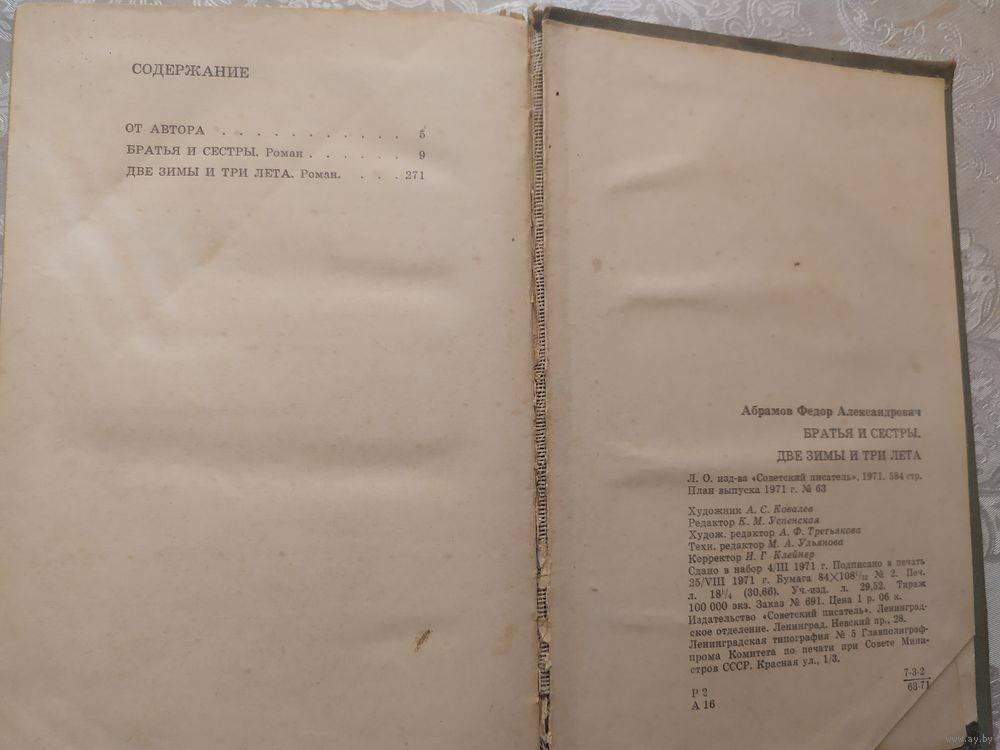 СОДЕРЖАНИЕ
ОТ АВТОРА . . . . . . . . . . . 5
БРАТЬЯ И СЕСТРЫ. Роман . . . . . . 9
ДВЕ ЗИМЫ И ТРИ ЛЕТА. Роман. . . . 271
Абрамов Федор Александрович
БРАТЬЯ И СЕСТРЫ.
ДВЕ ЗИМЫ И ТРИ ЛЕТА
Л. О. изд-ва «Советский писатель», 1971. 584 стр.
План выпуска 1971 г. № 63
Художник А. С. Ковалев
Редактор К. М. Успенская
Худож. редактор А. Ф. Третьякова
Техн. редактор М. А. Ульянова
Корректор И. Г Клейнер
Сдано в набор 4/III 1971 г. Подписано в печать
25/VIII 1971 г. Бумага 84×108¹/₃₂ № 2. Печ.
л. 18¹/₄ (30,66). Уч.-изд. л. 29,52. Тираж
100 000 экз. Заказ № 691. Цена 1 р. 06 к.
Издательство «Советский писатель». Ленинград-
ское отделение. Ленинград. Невский пр., 28.
Ленинградская типография № 5 Главполиграф-
прома Комитета по печати при Совете Мини-
стров СССР. Красная ул., 1/3.
Р 2
А 16
7-3-2
63-71
www.ay.by